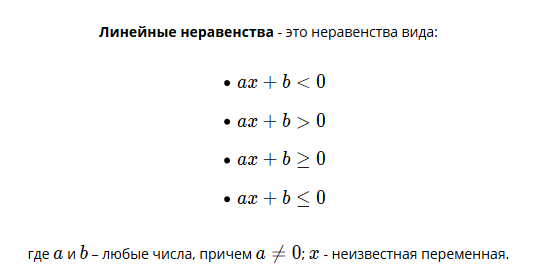 Линейные неравенства - это неравенства вида:
• ax + b < 0
• ax + b > 0
• ax + b ≥ 0
• ax + b ≤ 0
где a и b – любые числа, причем a ≠ 0; x - неизвестная переменная.